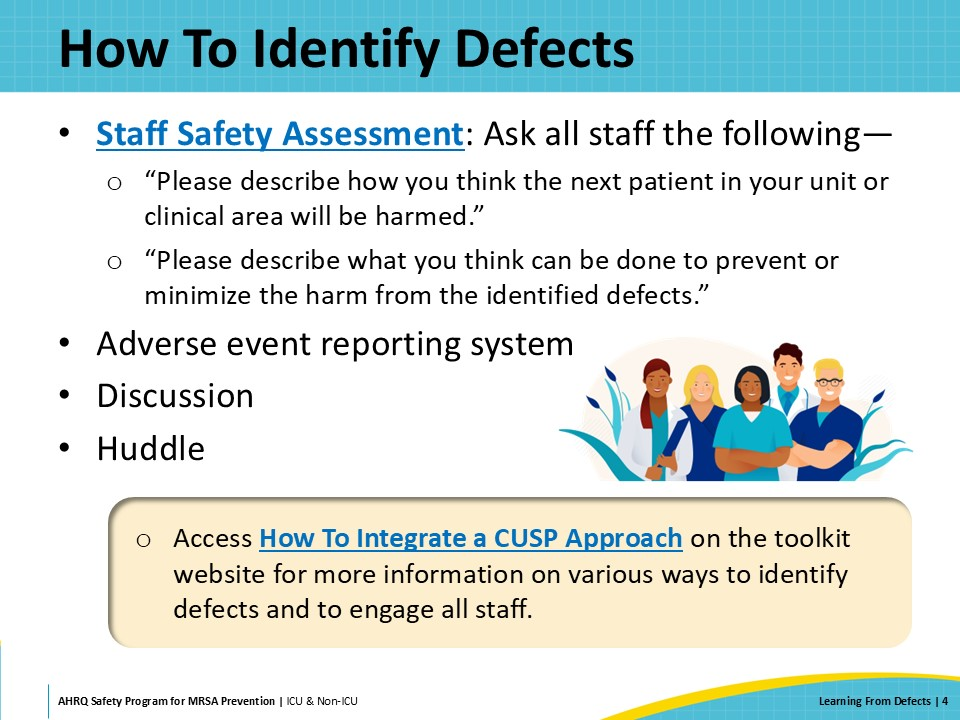 How To Identify Defects
• Staff Safety Assessment: Ask all staff the following—
o “Please describe how you think the next patient in your unit or
clinical area will be harmed.”
o “Please describe what you think can be done to prevent or
minimize the harm from the identified defects.”
• Adverse event reporting system
• Discussion
• Huddle
o Access How To Integrate a CUSP Approach on the toolkit
website for more information on various ways to identify
defects and to engage all staff.
AHRQ Safety Program for MRSA Prevention | ICU & Non-ICU
Learning From Defects | 4